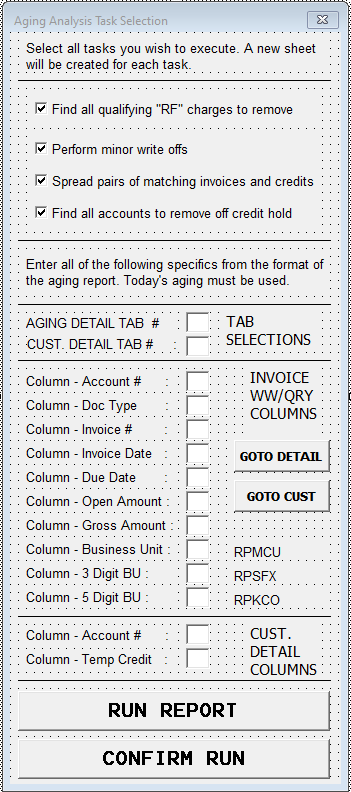 Aging Analysis Task Selection
Select all tasks you wish to execute. A new sheet
will be created for each task.
Find all qualifying "RF" charges to remove
Perform minor write offs
Spread pairs of matching invoices and credits
Find all accounts to remove off credit hold
Enter all of the following specifics from the format of
the aging report. Today's aging must be used.
AGING DETAIL TAB # :
CUST. DETAIL TAB # :
TAB
SELECTIONS
Column - Account # :
Column - Doc Type :
Column - Invoice # :
Column - Invoice Date :
Column - Due Date :
Column - Open Amount :
Column - Gross Amount :
Column - Business Unit :
Column - 3 Digit BU :
Column - 5 Digit BU :
INVOICE
WW/QRY
COLUMNS
GOTO DETAIL
GOTO CUST
RPMCU
RPSFX
RPKCO
Column - Account # :
Column - Temp Credit :
CUST.
DETAIL
COLUMNS
RUN REPORT
CONFIRM RUN